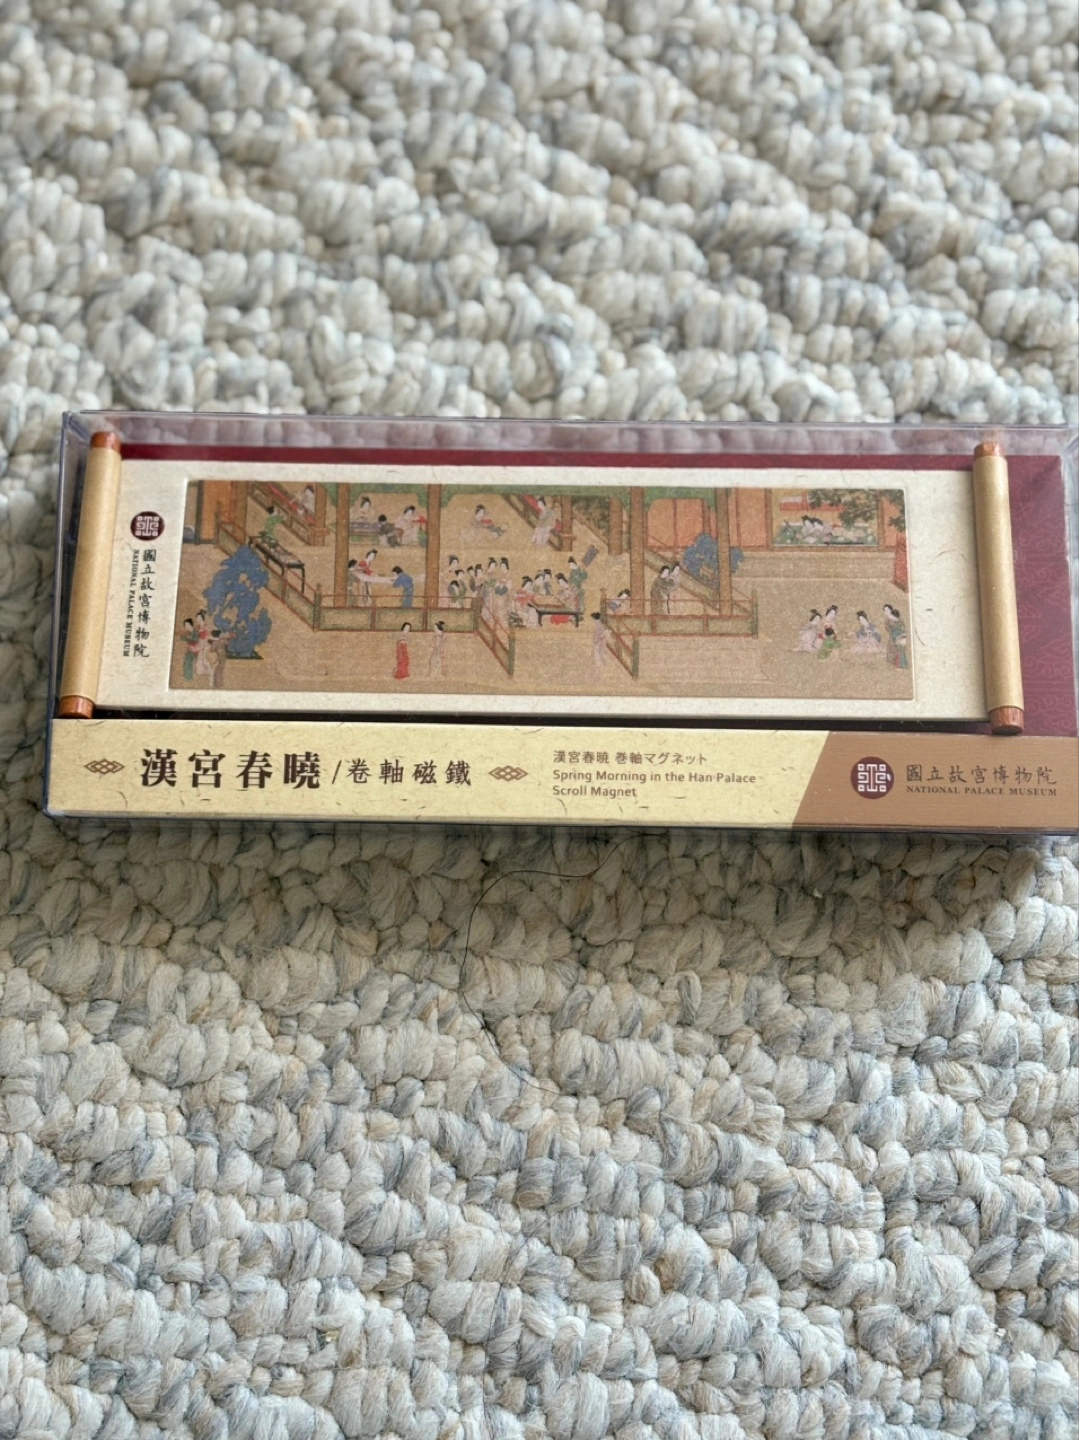 國立故宮博物院
NATIONAL PALACE MUSEUM
漢宮春曉/卷軸磁鐵
漢宮春曉 巻軸マグネット
Spring Morning in the Han Palace
Scroll Magnet
國立故宮博物院
NATIONAL PALACE MUSEUM